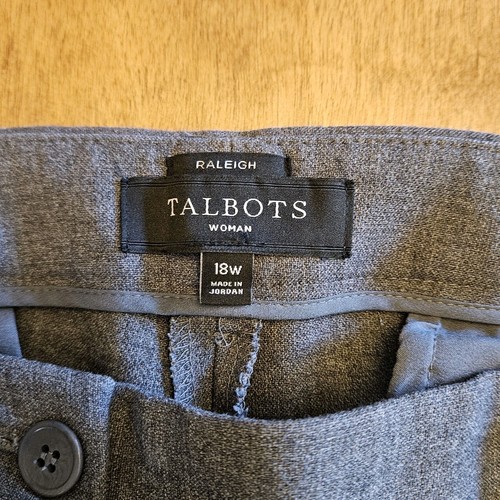 RALEIGH
TALBOTS
WOMAN
18W
MADE IN
JORDAN